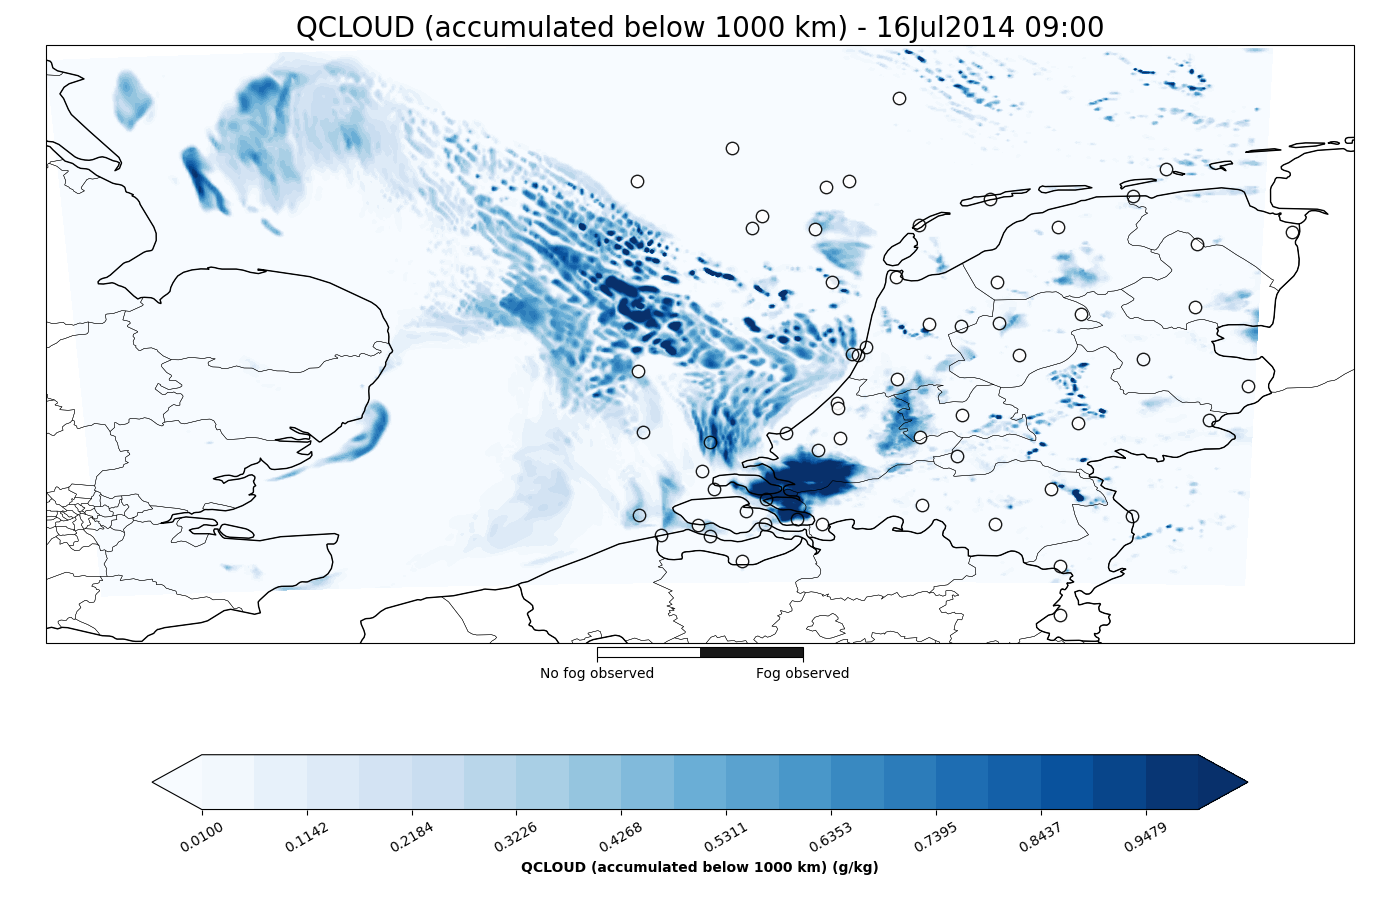 QCLOUD (accumulated below 1000 km) - 16Jul2014 09:00
No fog observed
Fog observed
0.0100
0.1142
0.2184
0.3226
0.4268
0.5311
0.6353
0.7395
0.8437
0.9479
QCLOUD (accumulated below 1000 km) (g/kg)